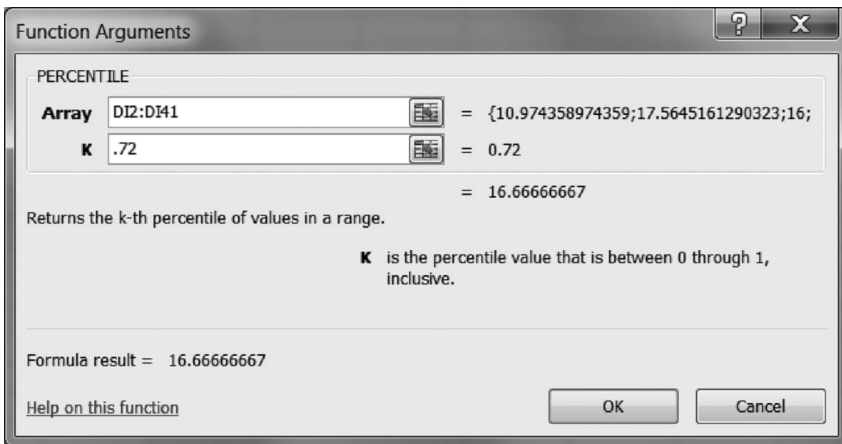 Function Arguments
? X
PERCENTILE
Array DI2:DI41 = {10.974358974359;17.5645161290323;16;
K .72 = 0.72
= 16.66666667
Returns the k-th percentile of values in a range.
K is the percentile value that is between 0 through 1,
inclusive.
Formula result = 16.66666667
Help on this function
OK Cancel